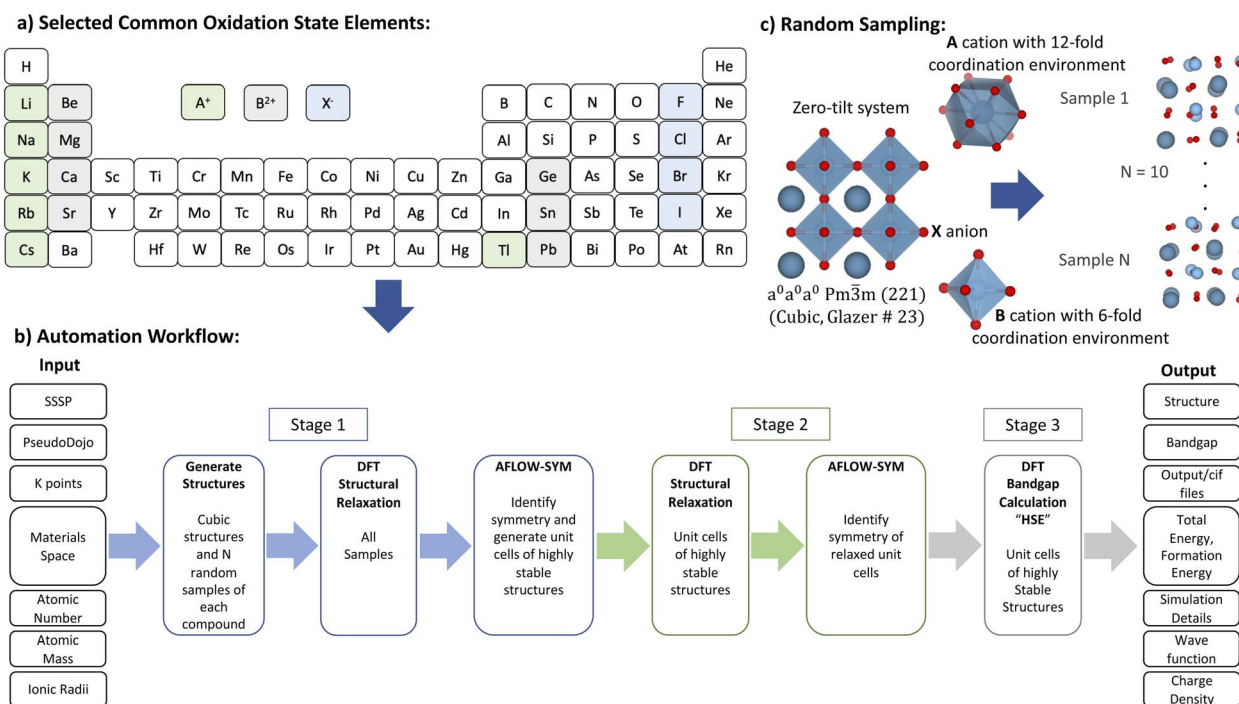 a) Selected Common Oxidation State Elements:
H He
Li Be A⁺ B²⁺ X⁻ B C N O F Ne
Na Mg Al Si P S Cl Ar
K Ca Sc Ti Cr Mn Fe Co Ni Cu Zn Ga Ge As Se Br Kr
Rb Sr Y Zr Mo Tc Ru Rh Pd Ag Cd In Sn Sb Te I Xe
Cs Ba Hf W Re Os Ir Pt Au Hg Tl Pb Bi Po At Rn
c) Random Sampling:
A cation with 12-fold
coordination environment
Zero-tilt system
X anion
a⁰a⁰a⁰ Pm3̅m (221)
(Cubic, Glazer # 23)
B cation with 6-fold
coordination environment
Sample 1
N = 10
Sample N
b) Automation Workflow:
Input
SSSP
PseudoDojo
K points
Materials
Space
Atomic
Number
Atomic
Mass
Ionic Radii
Stage 1
Generate
Structures
Cubic
structures
and N
random
samples of
each
compound
DFT
Structural
Relaxation
All
Samples
AFLOW-SYM
Identify
symmetry and
generate unit
cells of highly
stable
structures
Stage 2
DFT
Structural
Relaxation
Unit cells
of highly
stable
structures
AFLOW-SYM
Identify
symmetry of
relaxed unit
cells
Stage 3
DFT
Bandgap
Calculation
“HSE”
Unit cells
of highly
Stable
Structures
Output
Structure
Bandgap
Output/cif
files
Total
Energy,
Formation
Energy
Simulation
Details
Wave
function
Charge
Density